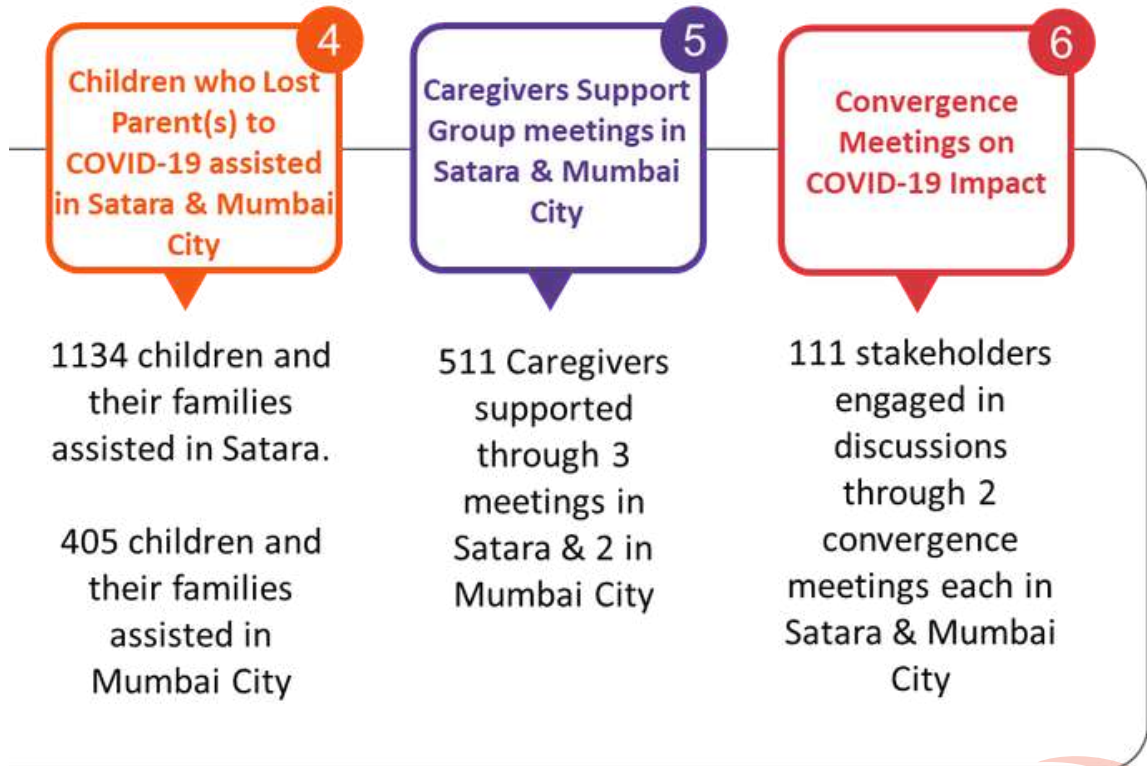 4
Children who Lost
Parent(s) to
COVID-19 assisted
in Satara & Mumbai
City
1134 children and
their families
assisted in Satara.
405 children and
their families
assisted in
Mumbai City
5
Caregivers Support
Group meetings in
Satara & Mumbai
City
511 Caregivers
supported
through 3
meetings in
Satara & 2 in
Mumbai City
6
Convergence
Meetings on
COVID-19 Impact
111 stakeholders
engaged in
discussions
through 2
convergence
meetings each in
Satara & Mumbai
City